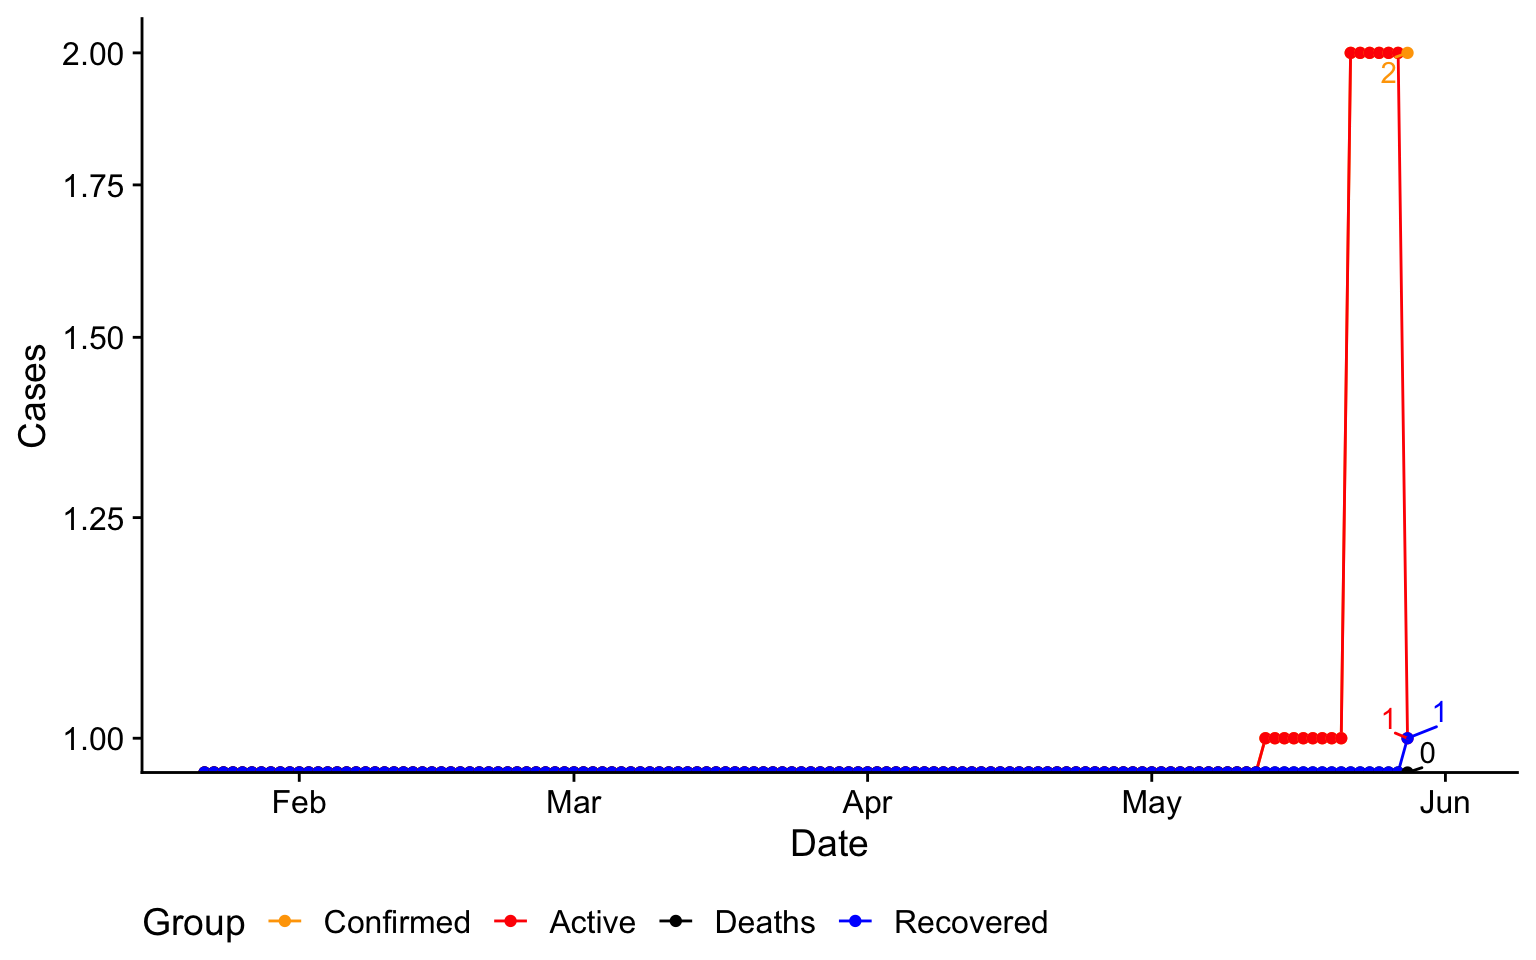 2.00
2
1.75
1.50
Cases
1.25
1.00
1
1
0
Feb Mar Apr May Jun
Date
Group Confirmed Active Deaths Recovered